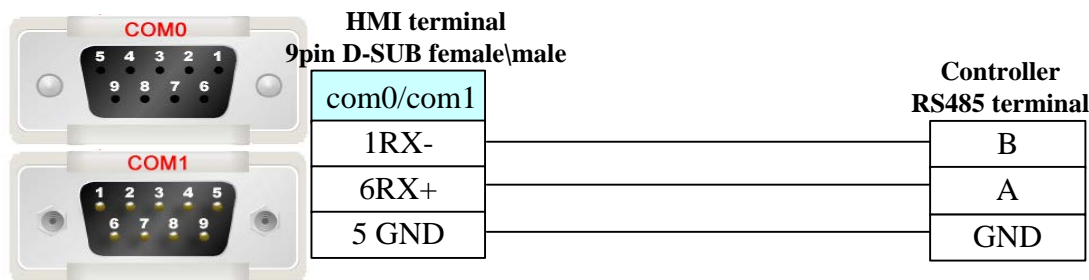 COM0
5 4 3 2 1
9 8 7 6
COM1
1 2 3 4 5
6 7 8 9
HMI terminal
9pin D-SUB female\male
com0/com1
1RX-
6RX+
5 GND
Controller
RS485 terminal
B
A
GND